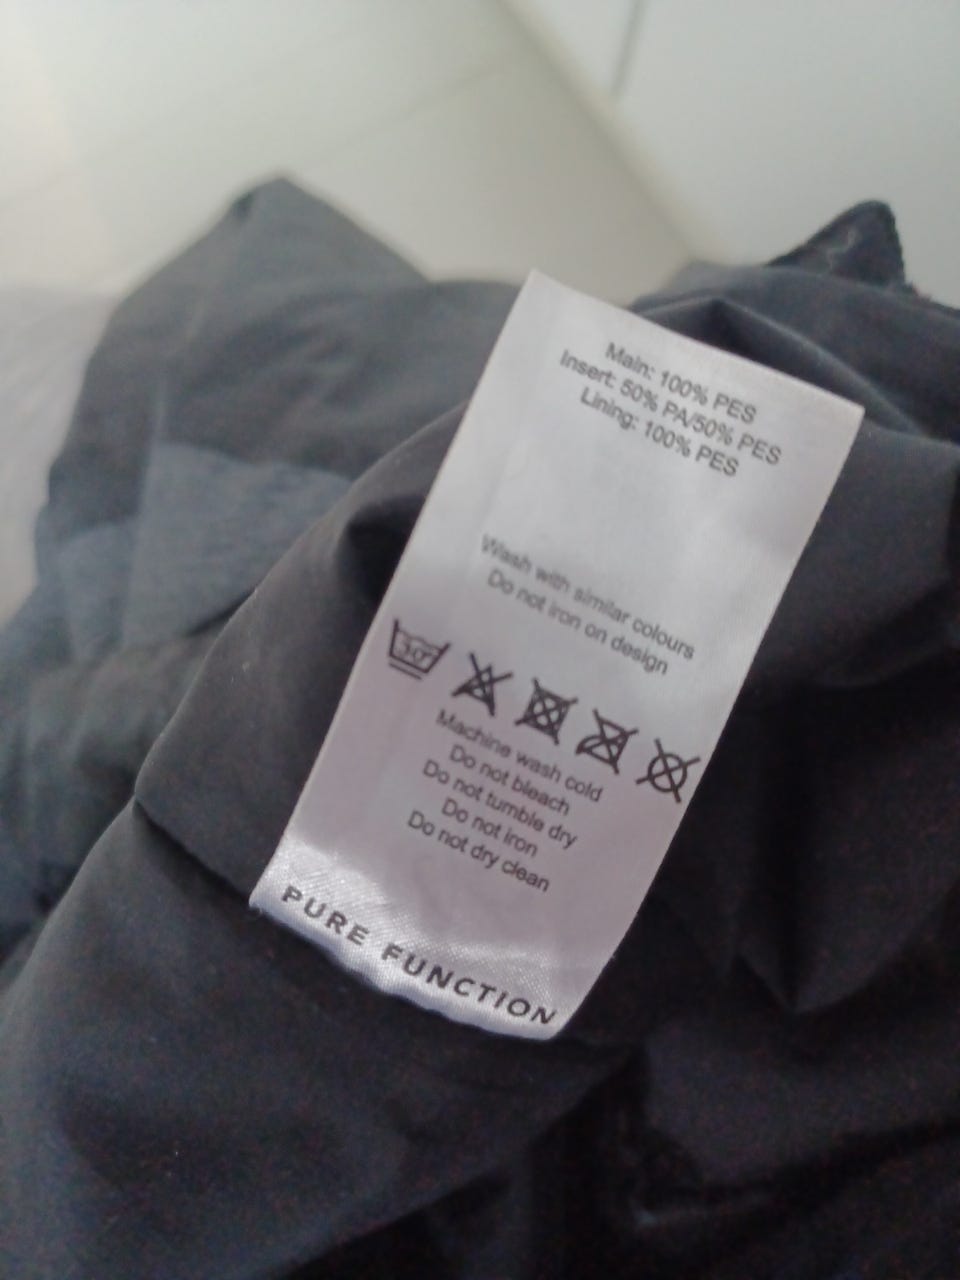 Main: 100% PES
Insert: 50% PA/50% PES
Lining: 100% PES
Wash with similar colours
Do not iron on design
30°
Machine wash cold
Do not bleach
Do not tumble dry
Do not iron
Do not dry clean
PURE FUNCTION